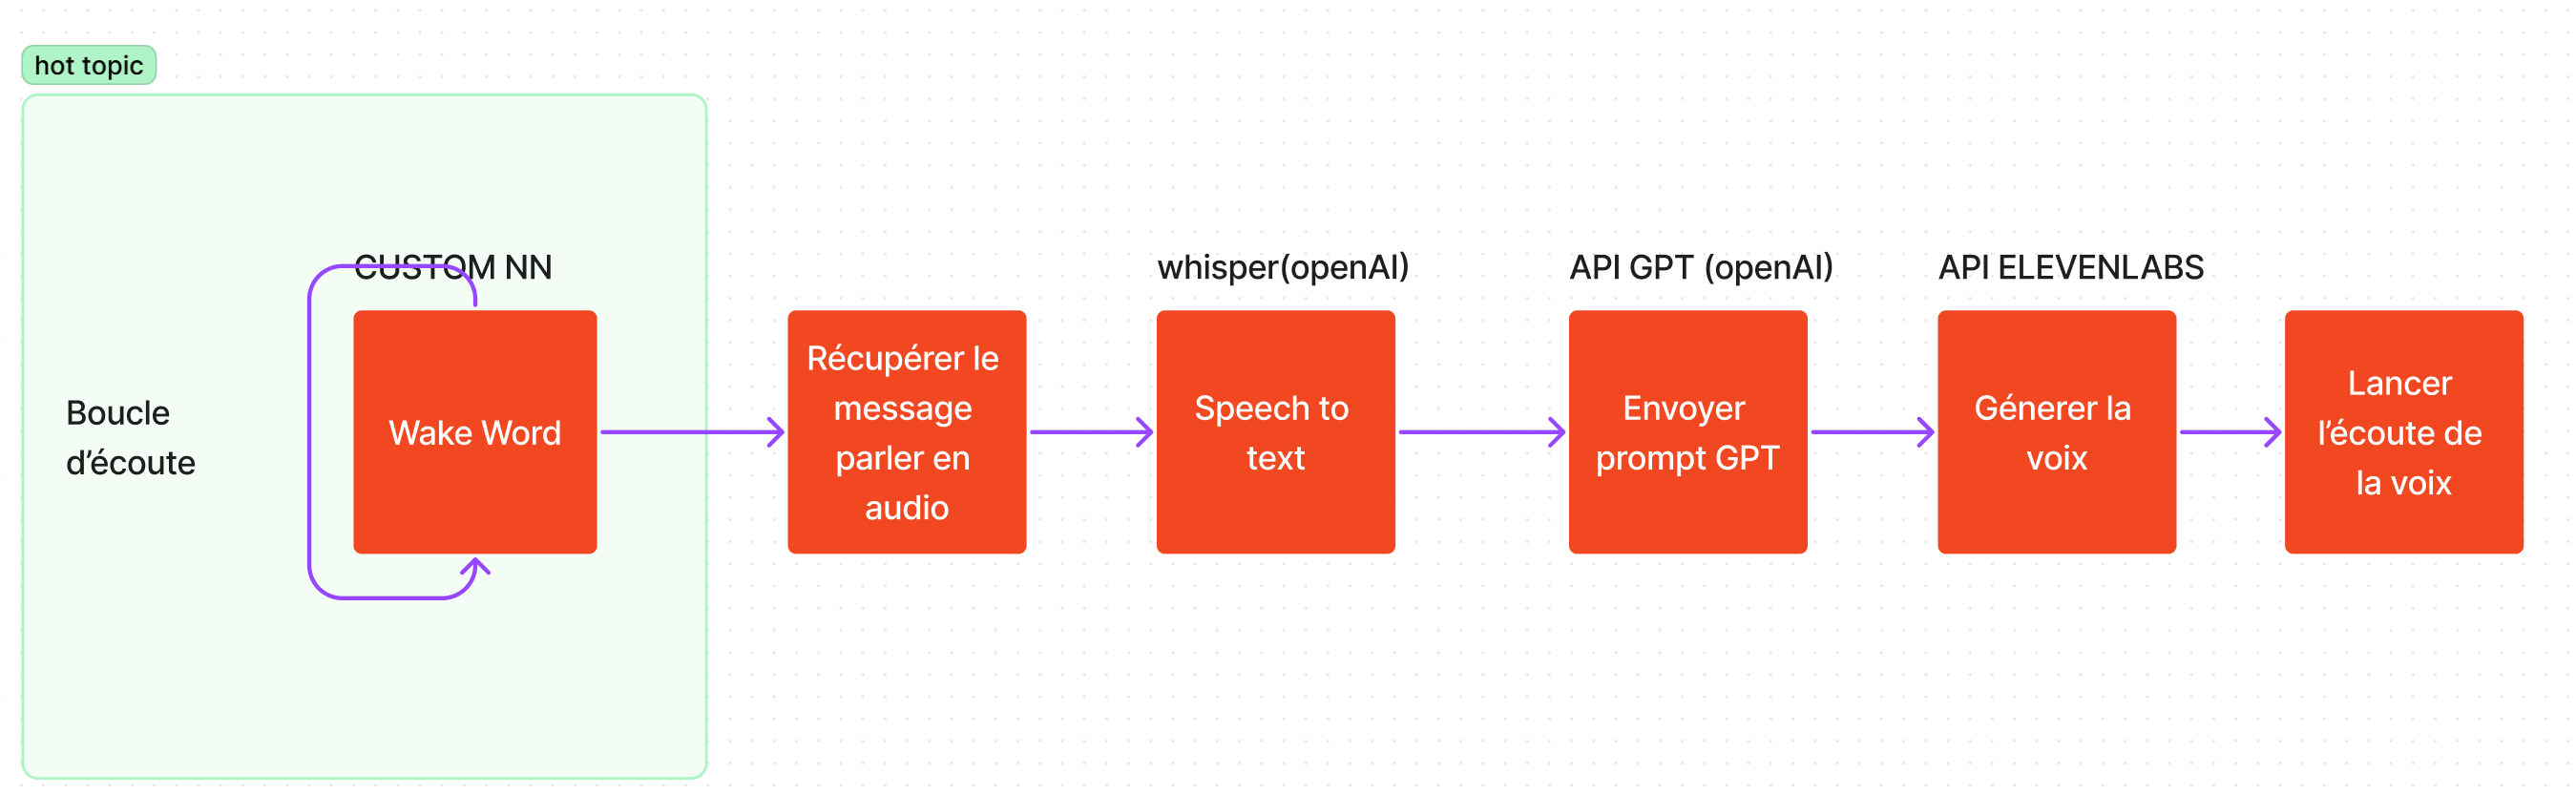 hot topic
Boucle
d’écoute
CUSTOM NN
Wake Word
Récupérer le
message
parler en
audio
whisper(openAI)
Speech to
text
API GPT (openAI)
Envoyer
prompt GPT
API ELEVENLABS
Génerer la
voix
Lancer
l’écoute de
la voix